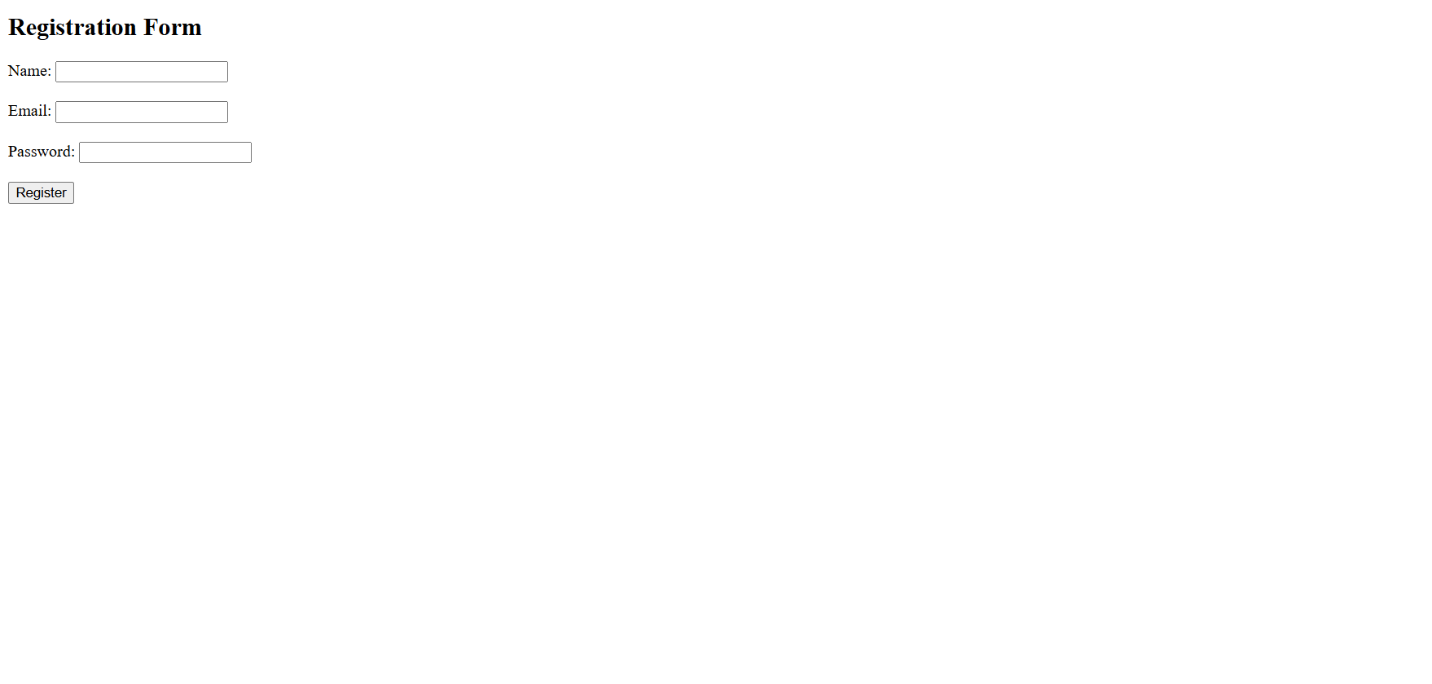 Registration Form
Name:
Email:
Password:
Register